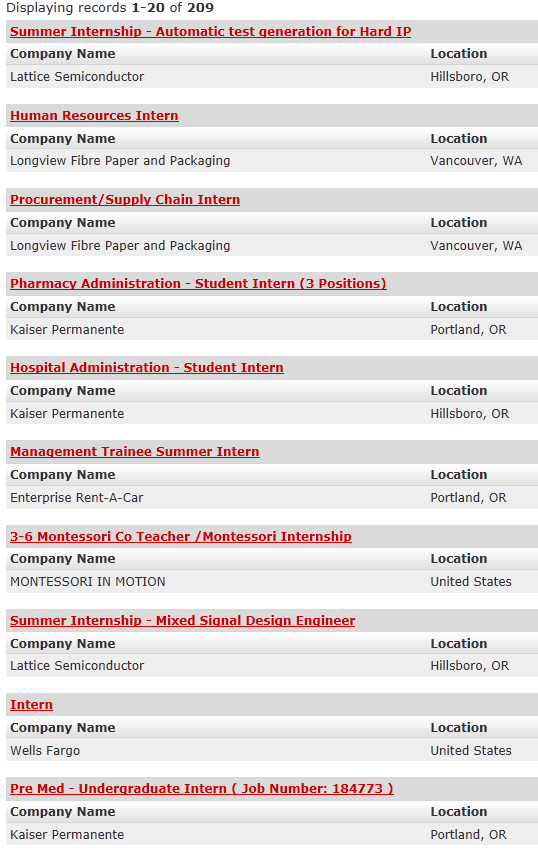 Displaying records 1-20 of 209
Summer Internship - Automatic test generation for Hard IP
Company Name Location
Lattice Semiconductor Hillsboro, OR
Human Resources Intern
Company Name Location
Longview Fibre Paper and Packaging Vancouver, WA
Procurement/Supply Chain Intern
Company Name Location
Longview Fibre Paper and Packaging Vancouver, WA
Pharmacy Administration - Student Intern (3 Positions)
Company Name Location
Kaiser Permanente Portland, OR
Hospital Administration - Student Intern
Company Name Location
Kaiser Permanente Hillsboro, OR
Management Trainee Summer Intern
Company Name Location
Enterprise Rent-A-Car Portland, OR
3-6 Montessori Co Teacher /Montessori Internship
Company Name Location
MONTESSORI IN MOTION United States
Summer Internship - Mixed Signal Design Engineer
Company Name Location
Lattice Semiconductor Hillsboro, OR
Intern
Company Name Location
Wells Fargo United States
Pre Med - Undergraduate Intern ( Job Number: 184773 )
Company Name Location
Kaiser Permanente Portland, OR